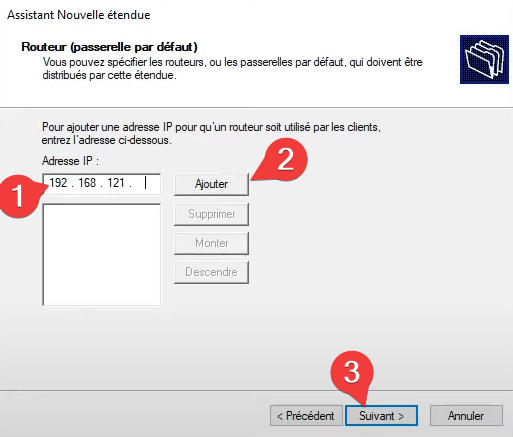 Assistant Nouvelle étendue
Routeur (passerelle par défaut)
Vous pouvez spécifier les routeurs, ou les passerelles par défaut, qui doivent être
distribués par cette étendue.
Pour ajouter une adresse IP pour qu'un routeur soit utilisé par les clients,
entrez l'adresse ci-dessous.
Adresse IP :
1
192 . 168 . 121 .
Ajouter
2
Supprimer
Monter
Descendre
3
< Précédent
Suivant >
Annuler